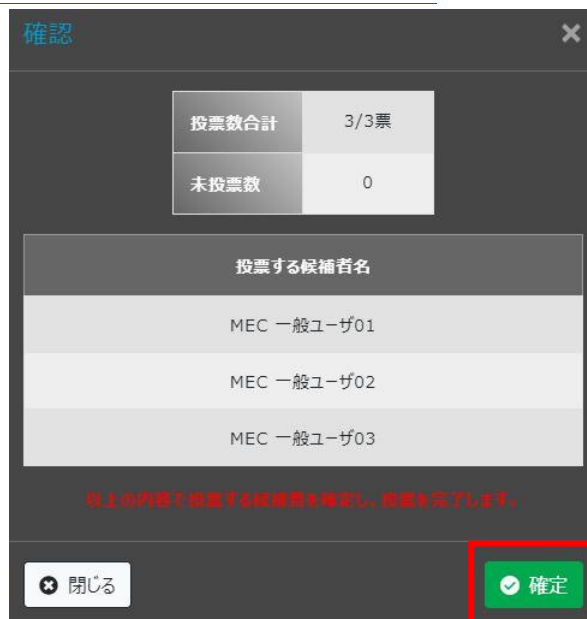 確認
投票数合計 3/3票
未投票数 0
投票する候補者名
MEC 一般ユーザ01
MEC 一般ユーザ02
MEC 一般ユーザ03
以上の内容で投票する候補者を確定し、投票を完了します。
閉じる 確定